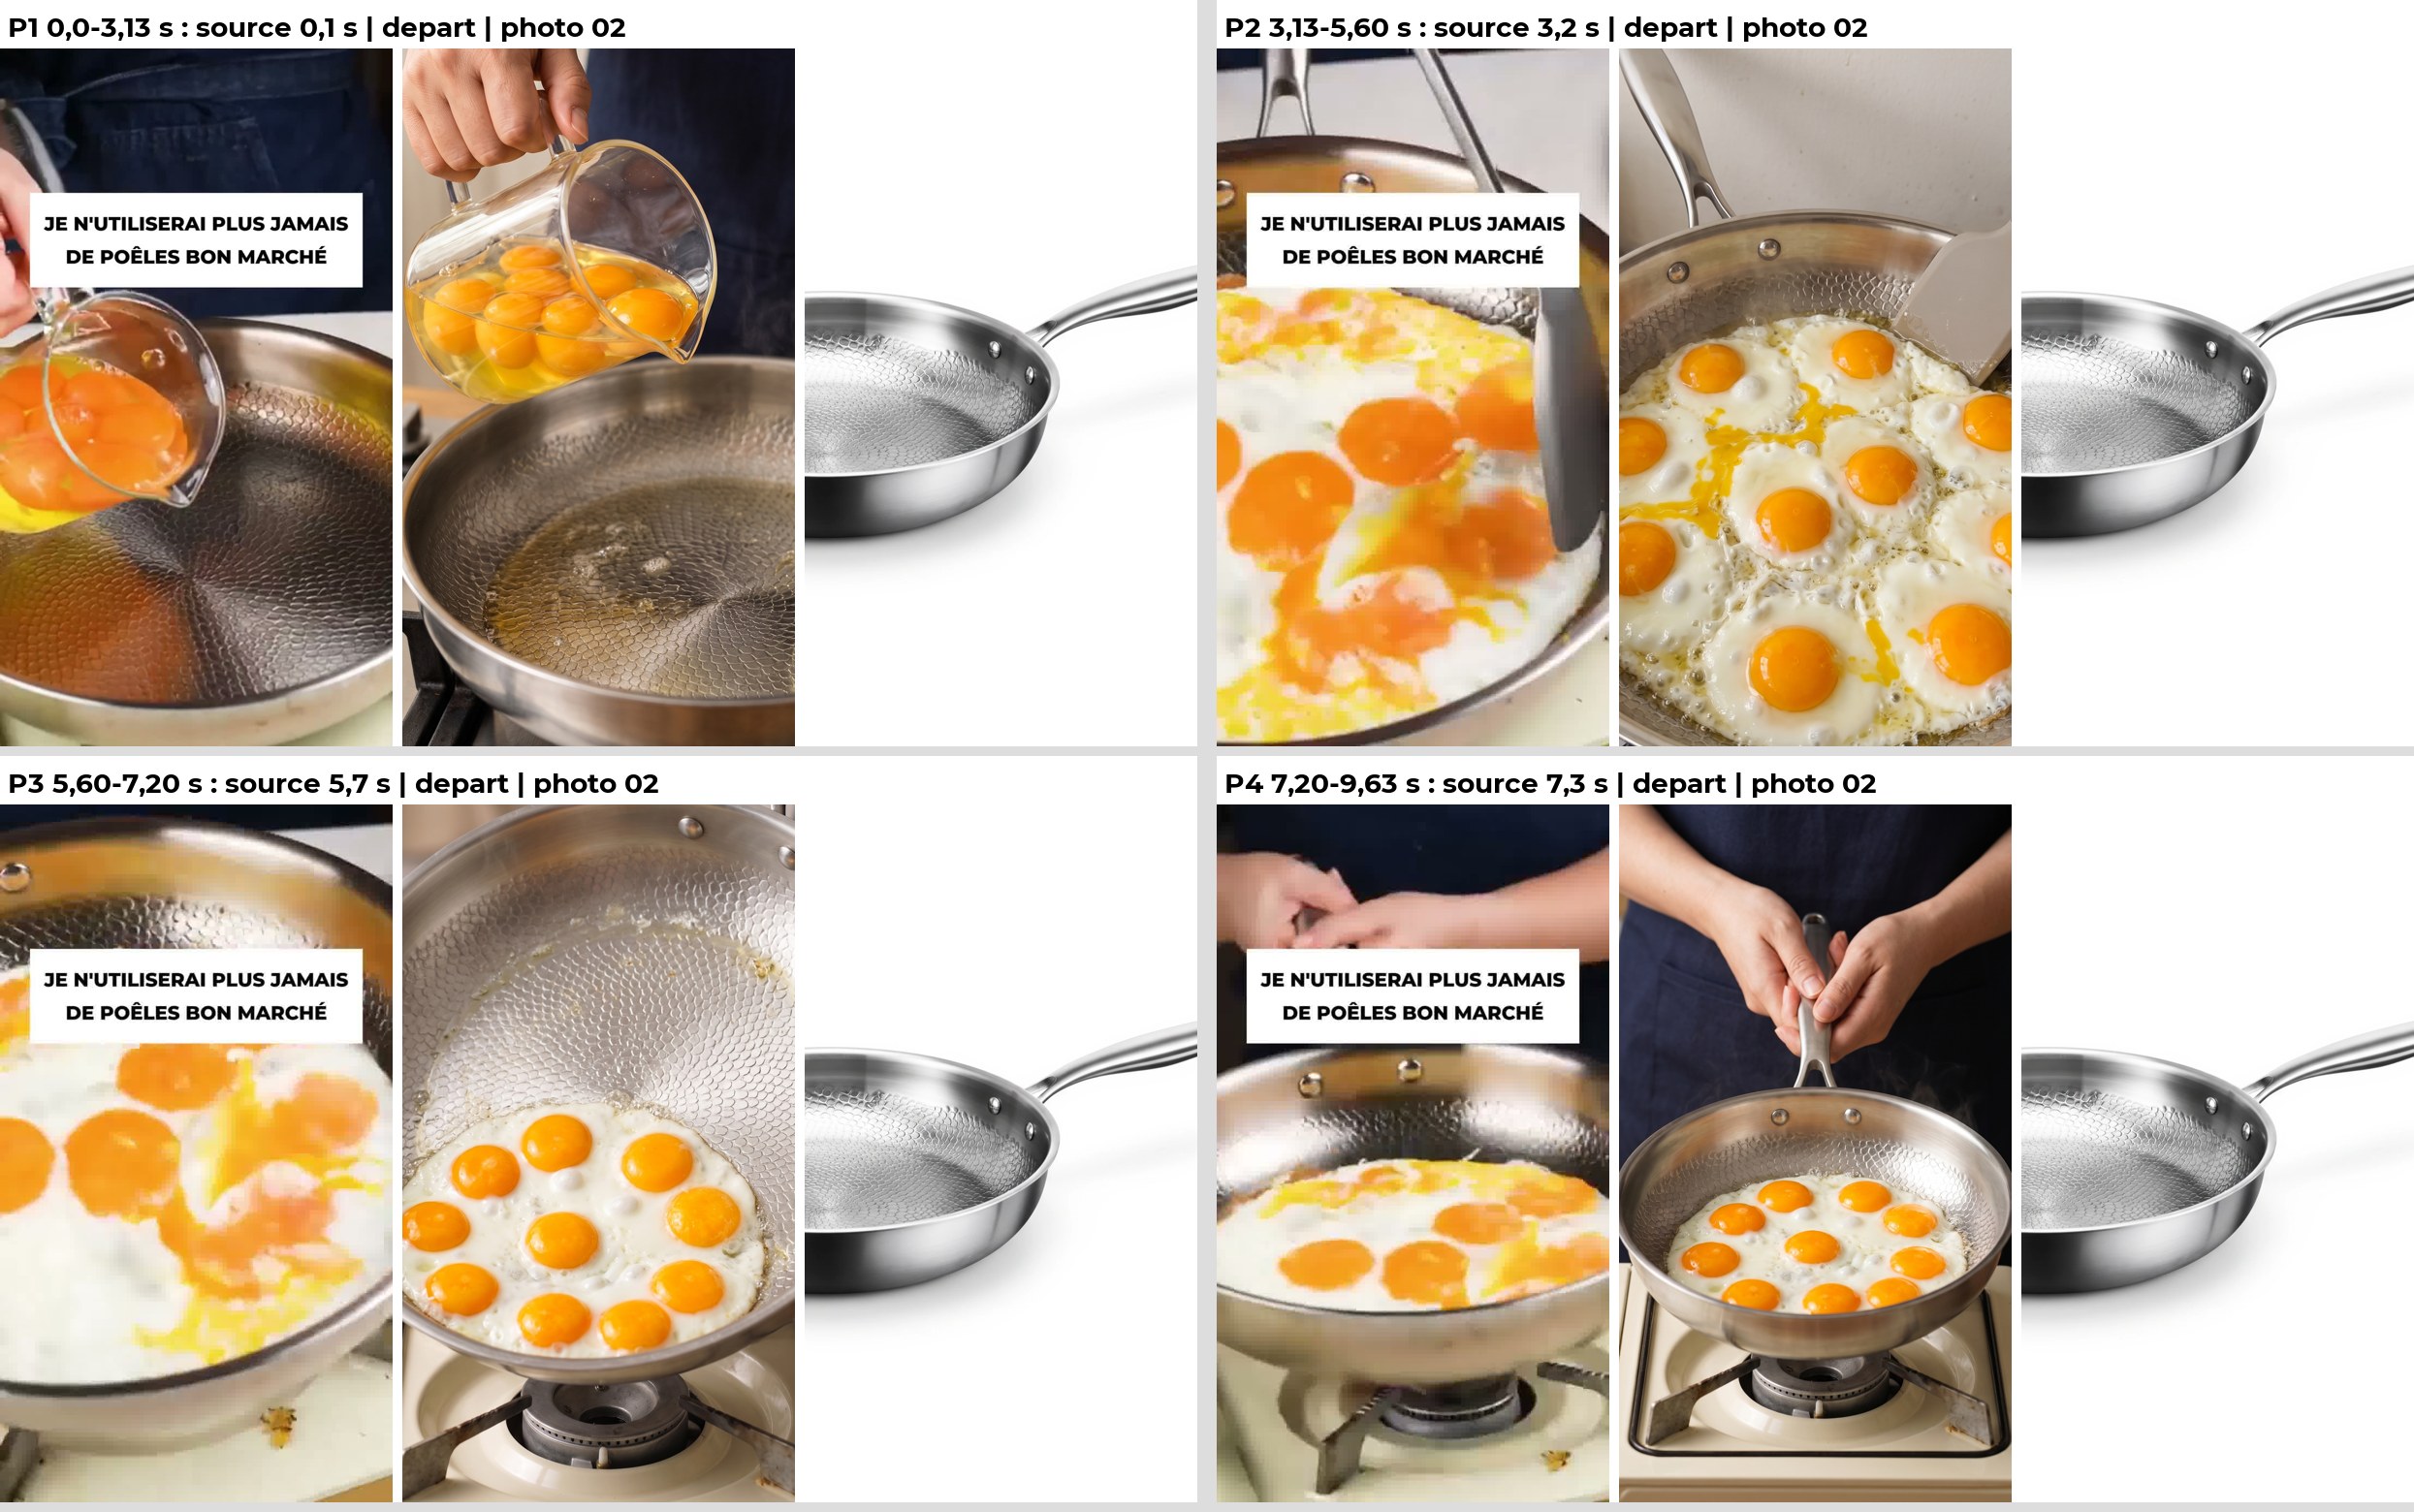 P1 0,0-3,13 s : source 0,1 s | depart | photo 02
JE N'UTILISERAI PLUS JAMAIS
DE POÊLES BON MARCHÉ
P2 3,13-5,60 s : source 3,2 s | depart | photo 02
JE N'UTILISERAI PLUS JAMAIS
DE POÊLES BON MARCHÉ
P3 5,60-7,20 s : source 5,7 s | depart | photo 02
JE N'UTILISERAI PLUS JAMAIS
DE POÊLES BON MARCHÉ
P4 7,20-9,63 s : source 7,3 s | depart | photo 02
JE N'UTILISERAI PLUS JAMAIS
DE POÊLES BON MARCHÉ